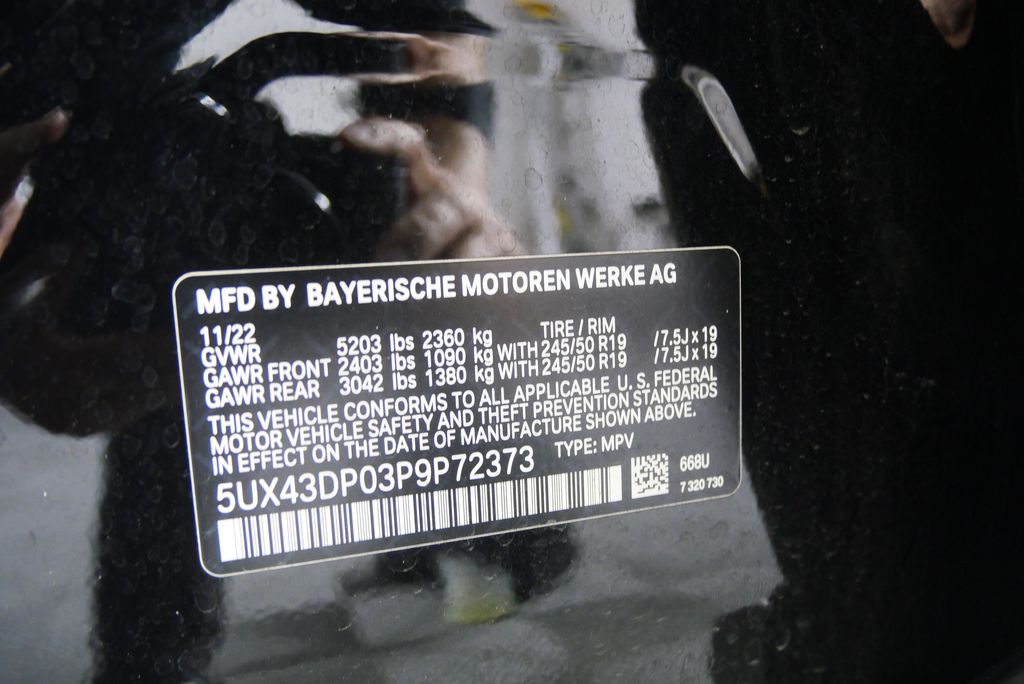 MFD BY BAYERISCHE MOTOREN WERKE AG
11/22
GVWR 5203 lbs 2360 kg TIRE / RIM
GAWR FRONT 2403 lbs 1090 kg WITH 245/50 R19 /7.5J x 19
GAWR REAR 3042 lbs 1380 kg WITH 245/50 R19 /7.5J x 19
THIS VEHICLE CONFORMS TO ALL APPLICABLE U. S. FEDERAL
MOTOR VEHICLE SAFETY AND THEFT PREVENTION STANDARDS
IN EFFECT ON THE DATE OF MANUFACTURE SHOWN ABOVE.
5UX43DP03P9P72373 TYPE: MPV
668U
7 320 730